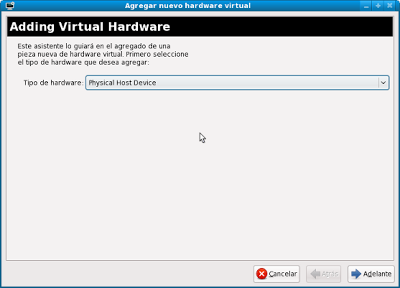 Agregar nuevo hardware virtual
Adding Virtual Hardware
Este asistente lo guiará en el agregado de una
pieza nueva de hardware virtual. Primero seleccione
el tipo de hardware que desea agregar:
Tipo de hardware: Physical Host Device
Cancelar Atrás Adelante